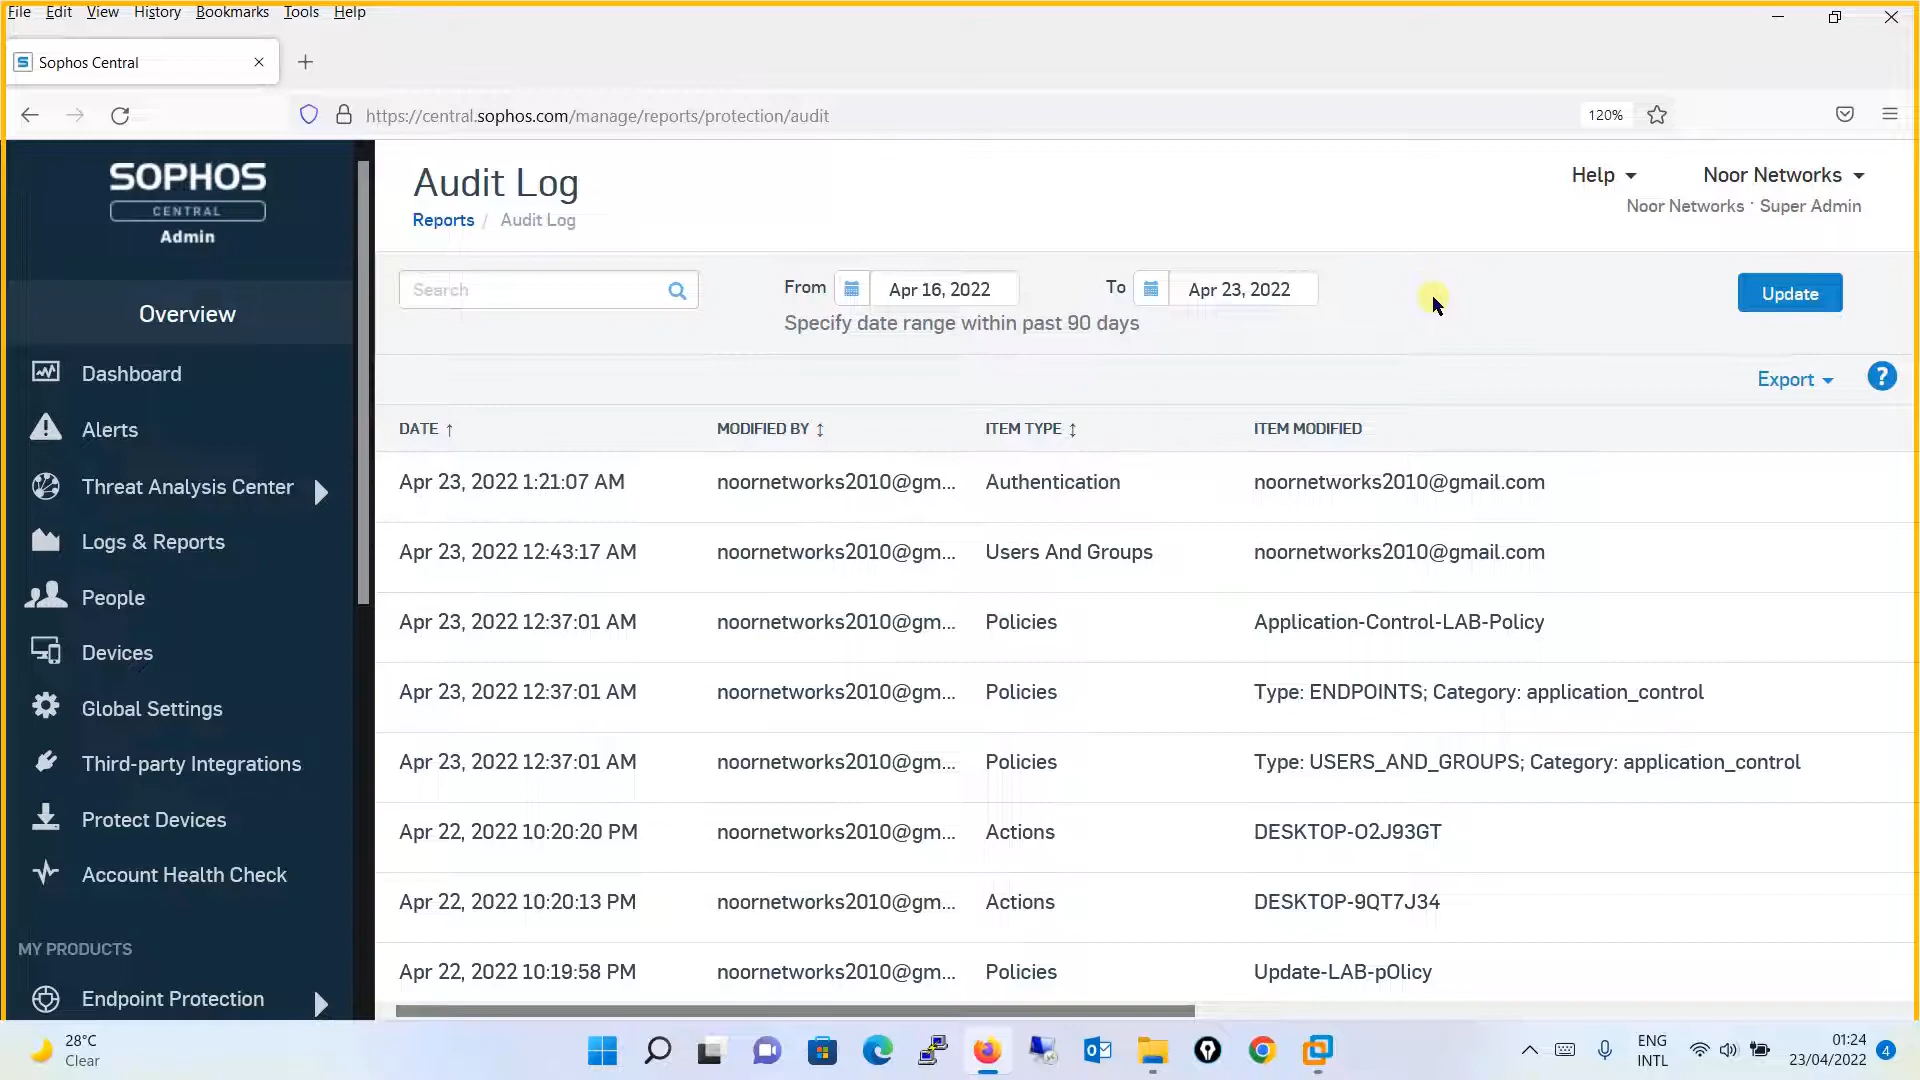 File Edit View History Bookmarks Tools Help
Sophos Central
https://central.sophos.com/manage/reports/protection/audit
120%
SOPHOS
CENTRAL
Admin
Overview
Dashboard
Alerts
Threat Analysis Center
Logs & Reports
People
Devices
Global Settings
Third-party Integrations
Protect Devices
Account Health Check
MY PRODUCTS
Endpoint Protection
Audit Log
Reports / Audit Log
Help
Noor Networks
Noor Networks · Super Admin
Search
From Apr 16, 2022 To Apr 23, 2022
Specify date range within past 90 days
Update
Export
?
DATE ↑ MODIFIED BY ↕ ITEM TYPE ↕ ITEM MODIFIED
Apr 23, 2022 1:21:07 AM noornetworks2010@gm... Authentication noornetworks2010@gmail.com
Apr 23, 2022 12:43:17 AM noornetworks2010@gm... Users And Groups noornetworks2010@gmail.com
Apr 23, 2022 12:37:01 AM noornetworks2010@gm... Policies Application-Control-LAB-Policy
Apr 23, 2022 12:37:01 AM noornetworks2010@gm... Policies Type: ENDPOINTS; Category: application_control
Apr 23, 2022 12:37:01 AM noornetworks2010@gm... Policies Type: USERS_AND_GROUPS; Category: application_control
Apr 22, 2022 10:20:20 PM noornetworks2010@gm... Actions DESKTOP-O2J93GT
Apr 22, 2022 10:20:13 PM noornetworks2010@gm... Actions DESKTOP-9QT7J34
Apr 22, 2022 10:19:58 PM noornetworks2010@gm... Policies Update-LAB-pOlicy
28°C
Clear
ENG
INTL
01:24
23/04/2022
4